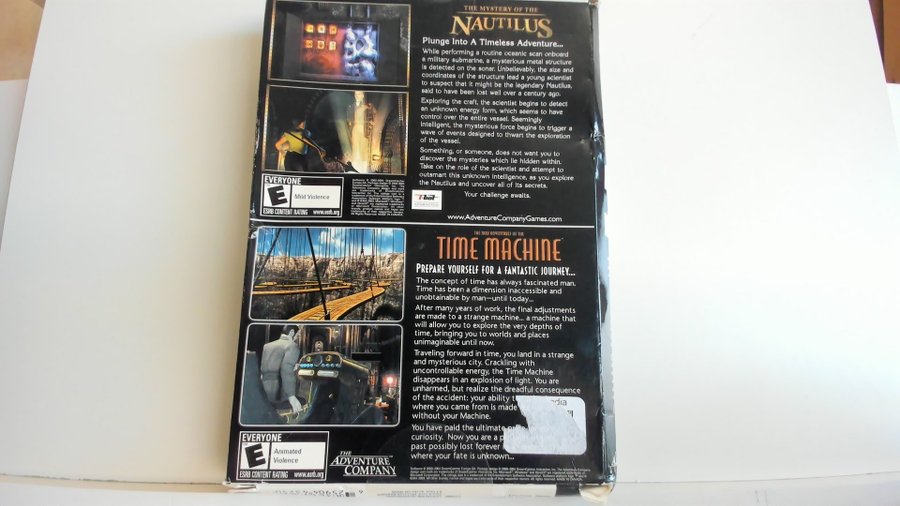 THE MYSTERY OF THE
NAUTILUS
Plunge Into A Timeless Adventure...
While performing a routine oceanic scan onboard
a military submarine, a mysterious metal structure
is detected on the sonar. Unbelievably, the size and
coordinates of the structure lead a young scientist
to suspect that it might be the legendary Nautilus,
said to have been lost well over a century ago.
Exploring the craft, the scientist begins to detect
an unknown energy form, which seems to have
control over the entire vessel. Seemingly
intelligent, the mysterious force begins to trigger a
wave of events designed to thwart the exploration
of the vessel.
Something, or someone, does not want you to
discover the mysteries which lie hidden within.
Take on the role of the scientist and attempt to
outsmart this unknown intelligence, as you explore
the Nautilus and uncover all of its secrets.
Your challenge awaits.
EVERYONE
E
Mild Violence
ESRB CONTENT RATING www.esrb.org
www.AdventureCompanyGames.com
TIME MACHINE
PREPARE YOURSELF FOR A FANTASTIC JOURNEY...
The concept of time has always fascinated man.
Time has been a dimension inaccessible and
unobtainable by man—until today...
After many years of work, the final adjustments
are made to a strange machine... a machine that
will allow you to explore the very depths of
time, bringing you to worlds and places
unimaginable until now.
Traveling forward in time, you land in a strange
and mysterious city. Crackling with
uncontrollable energy, the Time Machine
disappears in an explosion of light. You are
unharmed, but realize the dreadful consequence
of the accident: your
where you came from is made
without your Machine.
You have paid the ultimate
curiosity. Now you are a
past possibly lost forever
where your fate is unknown...
EVERYONE
E
Animated
Violence
ESRB CONTENT RATING www.esrb.org
THE
ADVENTURE
COMPANY